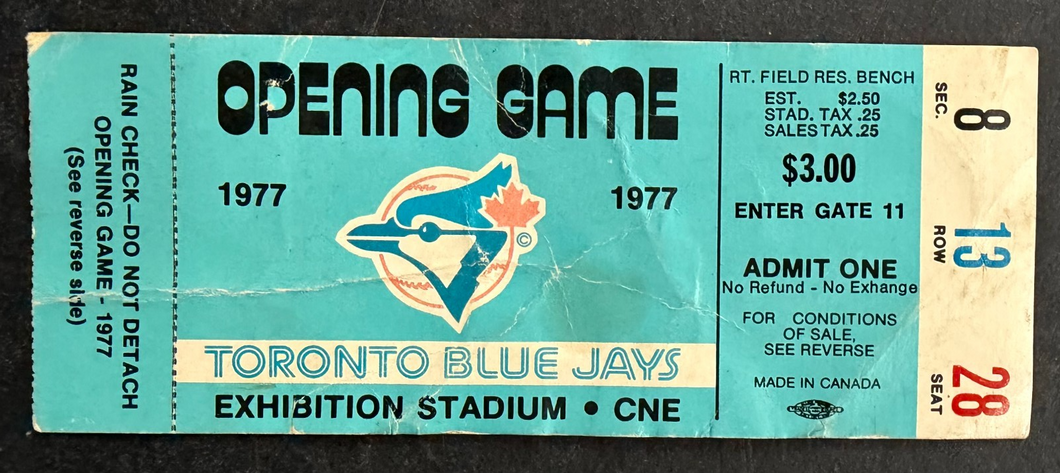 RAIN CHECK—DO NOT DETACH
OPENING GAME - 1977
(See reverse side)
OPENING GAME
1977 1977
©
TORONTO BLUE JAYS
EXHIBITION STADIUM • CNE
RT. FIELD RES. BENCH
EST. $2.50
STAD. TAX .25
SALES TAX .25
$3.00
ENTER GATE 11
ADMIT ONE
No Refund - No Exhange
FOR CONDITIONS
OF SALE,
SEE REVERSE
MADE IN CANADA
SEC. 8
ROW 13
SEAT 28